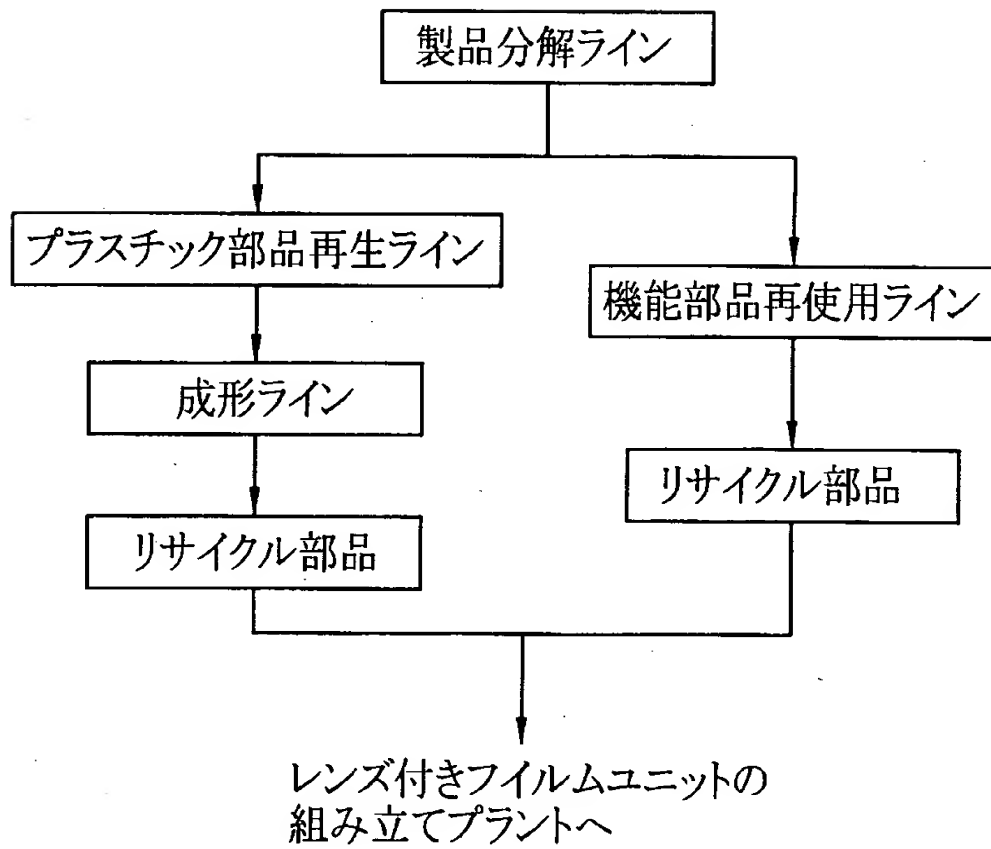 製品分解ライン
プラスチック部品再生ライン
機能部品再使用ライン
成形ライン
リサイクル部品
リサイクル部品
レンズ付きフイルムユニットの
組み立てプラントへ